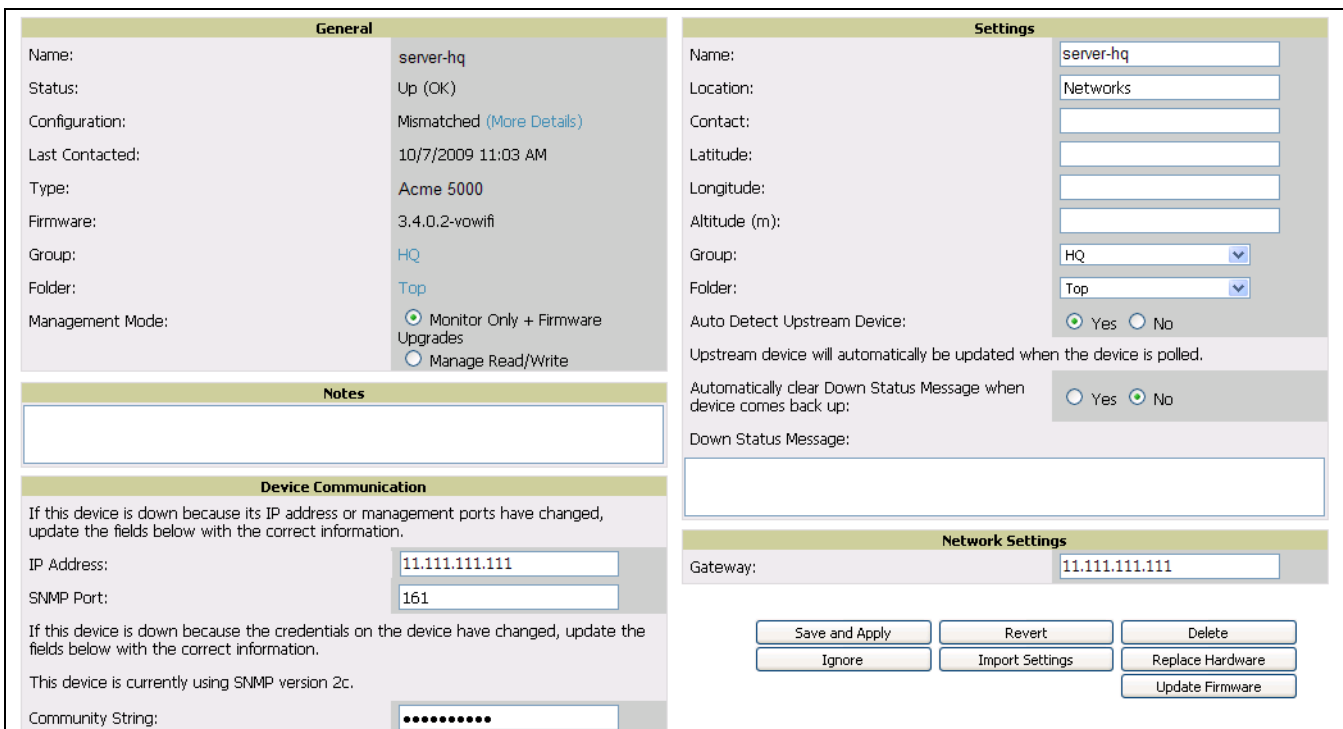 General
Name: server-hq
Status: Up (OK)
Configuration: Mismatched (More Details)
Last Contacted: 10/7/2009 11:03 AM
Type: Acme 5000
Firmware: 3.4.0.2-vowifi
Group: HQ
Folder: Top
Management Mode: Monitor Only + Firmware
Upgrades
Manage Read/Write
Notes
Device Communication
If this device is down because its IP address or management ports have changed,
update the fields below with the correct information.
IP Address: 11.111.111.111
SNMP Port: 161
If this device is down because the credentials on the device have changed, update the
fields below with the correct information.
This device is currently using SNMP version 2c.
Community String: ••••••••••
Settings
Name: server-hq
Location: Networks
Contact:
Latitude:
Longitude:
Altitude (m):
Group: HQ
Folder: Top
Auto Detect Upstream Device: Yes No
Upstream device will automatically be updated when the device is polled.
Automatically clear Down Status Message when
device comes back up: Yes No
Down Status Message:
Network Settings
Gateway: 11.111.111.111
Save and Apply Revert Delete
Ignore Import Settings Replace Hardware
Update Firmware